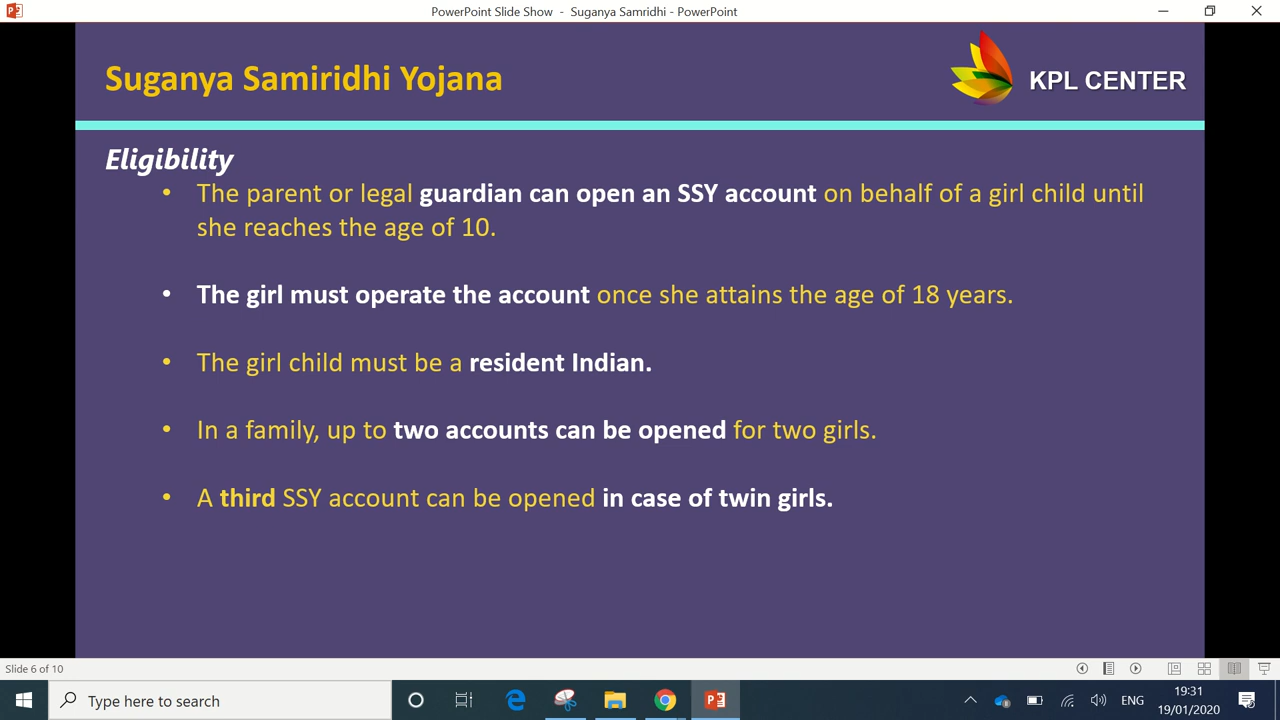 PowerPoint Slide Show - Suganya Samridhi - PowerPoint
Suganya Samiridhi Yojana
KPL CENTER
Eligibility
• The parent or legal guardian can open an SSY account on behalf of a girl child until
she reaches the age of 10.
• The girl must operate the account once she attains the age of 18 years.
• The girl child must be a resident Indian.
• In a family, up to two accounts can be opened for two girls.
• A third SSY account can be opened in case of twin girls.
Slide 6 of 10
Type here to search
ENG
19:31
19/01/2020